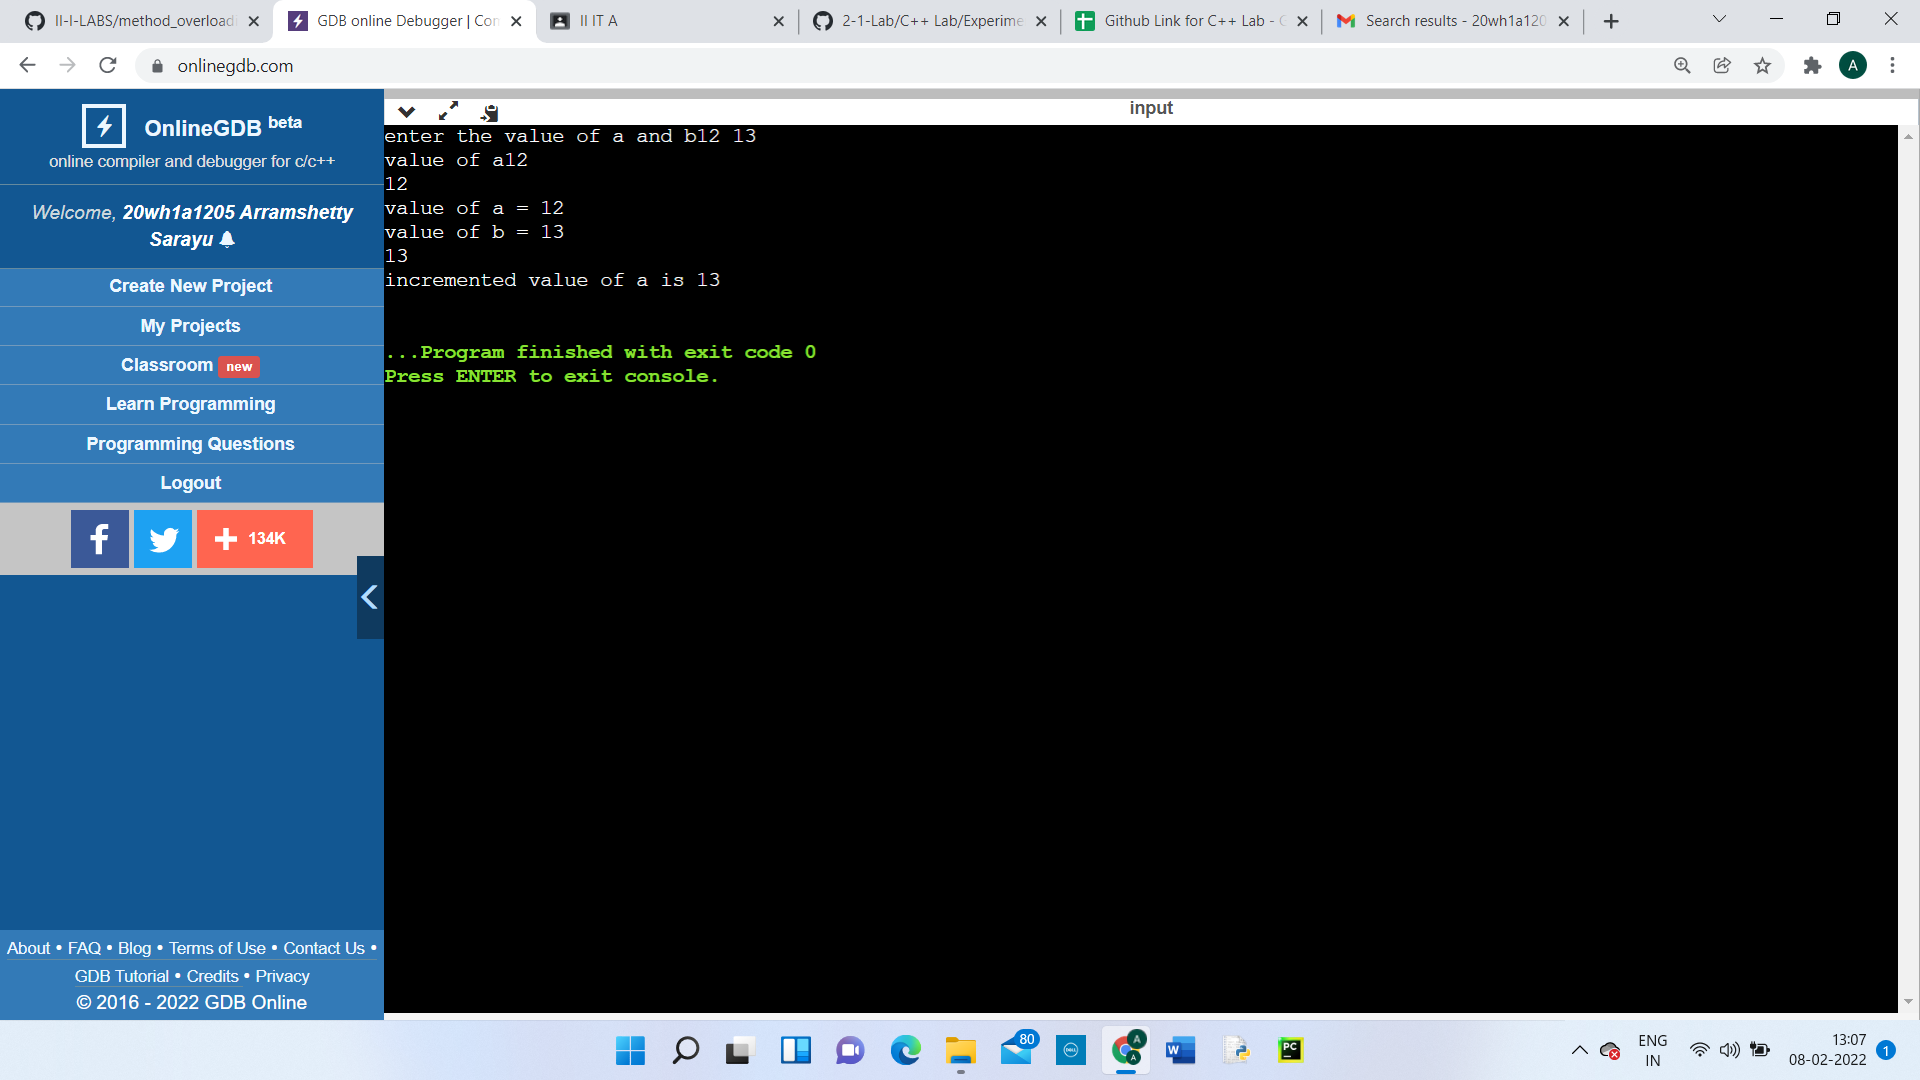 II-I-LABS/method_overload
GDB online Debugger | Con
II IT A
2-1-Lab/C++ Lab/Experime
Github Link for C++ Lab - G
Search results - 20wh1a120
onlinegdb.com
A
OnlineGDB beta
online compiler and debugger for c/c++
Welcome, 20wh1a1205 Arramshetty
Sarayu
Create New Project
My Projects
Classroom new
Learn Programming
Programming Questions
Logout
134K
About • FAQ • Blog • Terms of Use • Contact Us •
GDB Tutorial • Credits • Privacy
© 2016 - 2022 GDB Online
input
enter the value of a and b12 13
value of a12
12
value of a = 12
value of b = 13
13
incremented value of a is 13
...Program finished with exit code 0
Press ENTER to exit console.
80
DELL
A
A
W
PC
ENG
IN
13:07
08-02-2022
1